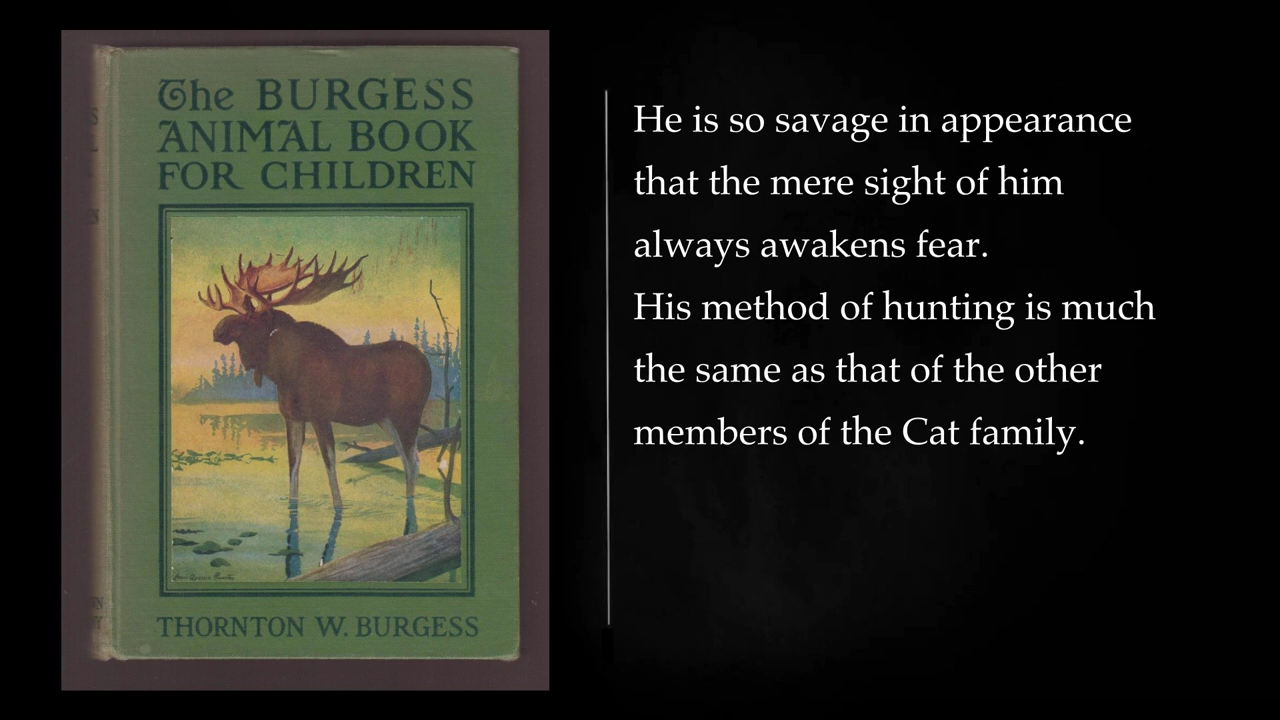 The BURGESS
ANIMAL BOOK
FOR CHILDREN
THORNTON W. BURGESS
He is so savage in appearance
that the mere sight of him
always awakens fear.
His method of hunting is much
the same as that of the other
members of the Cat family.